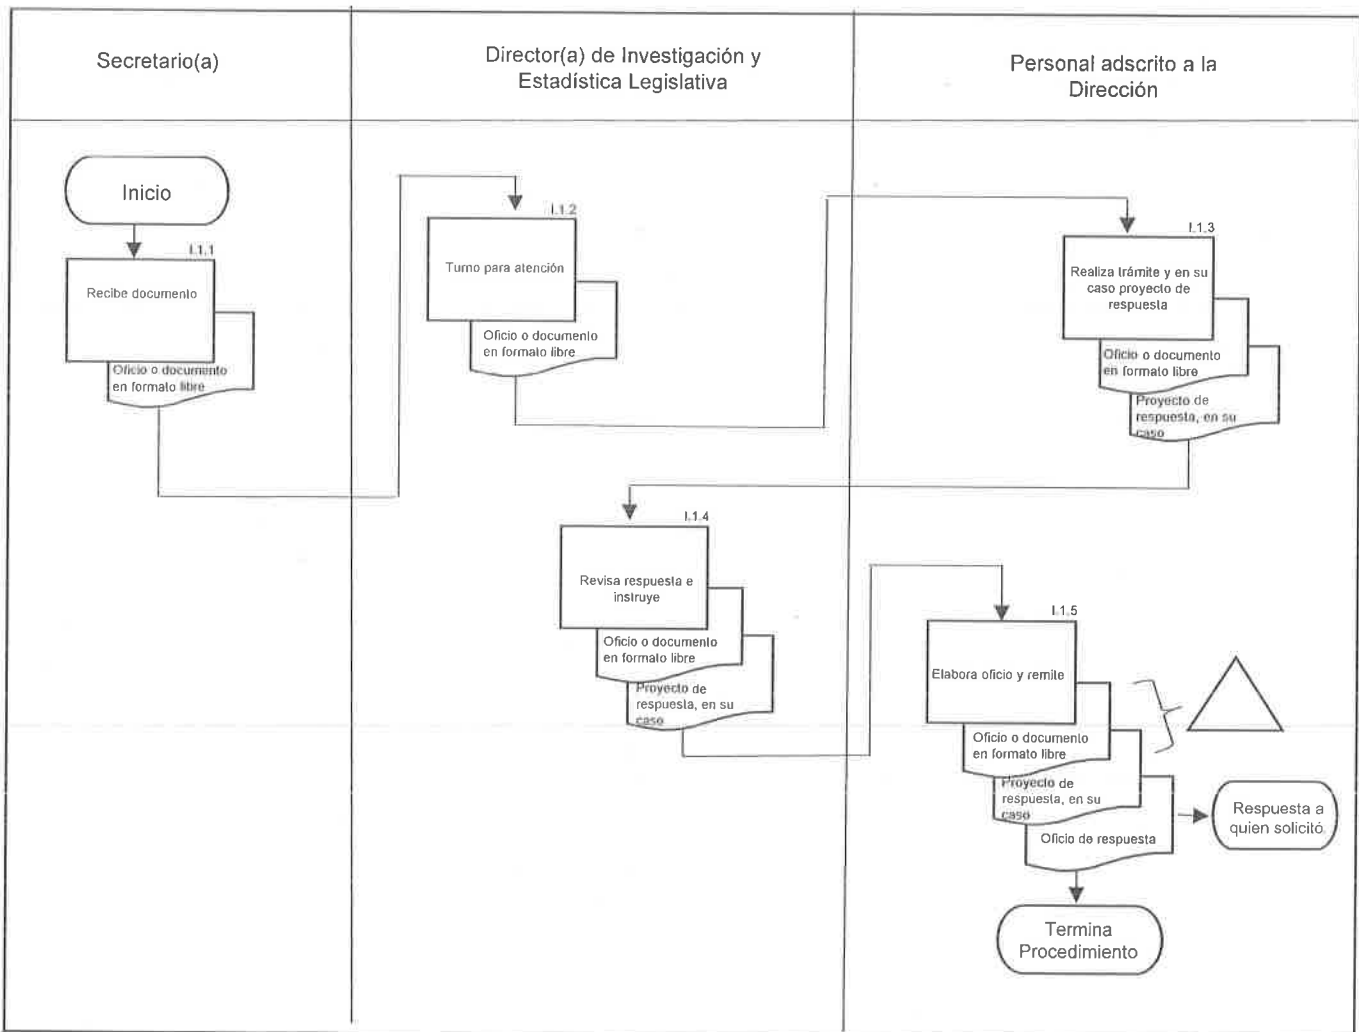 Secretario(a)
Director(a) de Investigación y
Estadística Legislativa
Personal adscrito a la
Dirección
Inicio
I.1.1
Recibe documento
Oficio o documento
en formato libre
I.1.2
Turno para atención
Oficio o documento
en formato libre
I.1.3
Realiza trámite y en su
caso proyecto de
respuesta
Oficio o documento
en formato libre
Proyecto de
respuesta, en su
caso
I.1.4
Revisa respuesta e
instruye
Oficio o documento
en formato libre
Proyecto de
respuesta, en su
caso
I.1.5
Elabora oficio y remite
Oficio o documento
en formato libre
Proyecto de
respuesta, en su
caso
Oficio de respuesta
Respuesta a
quien solicitó.
Termina
Procedimiento